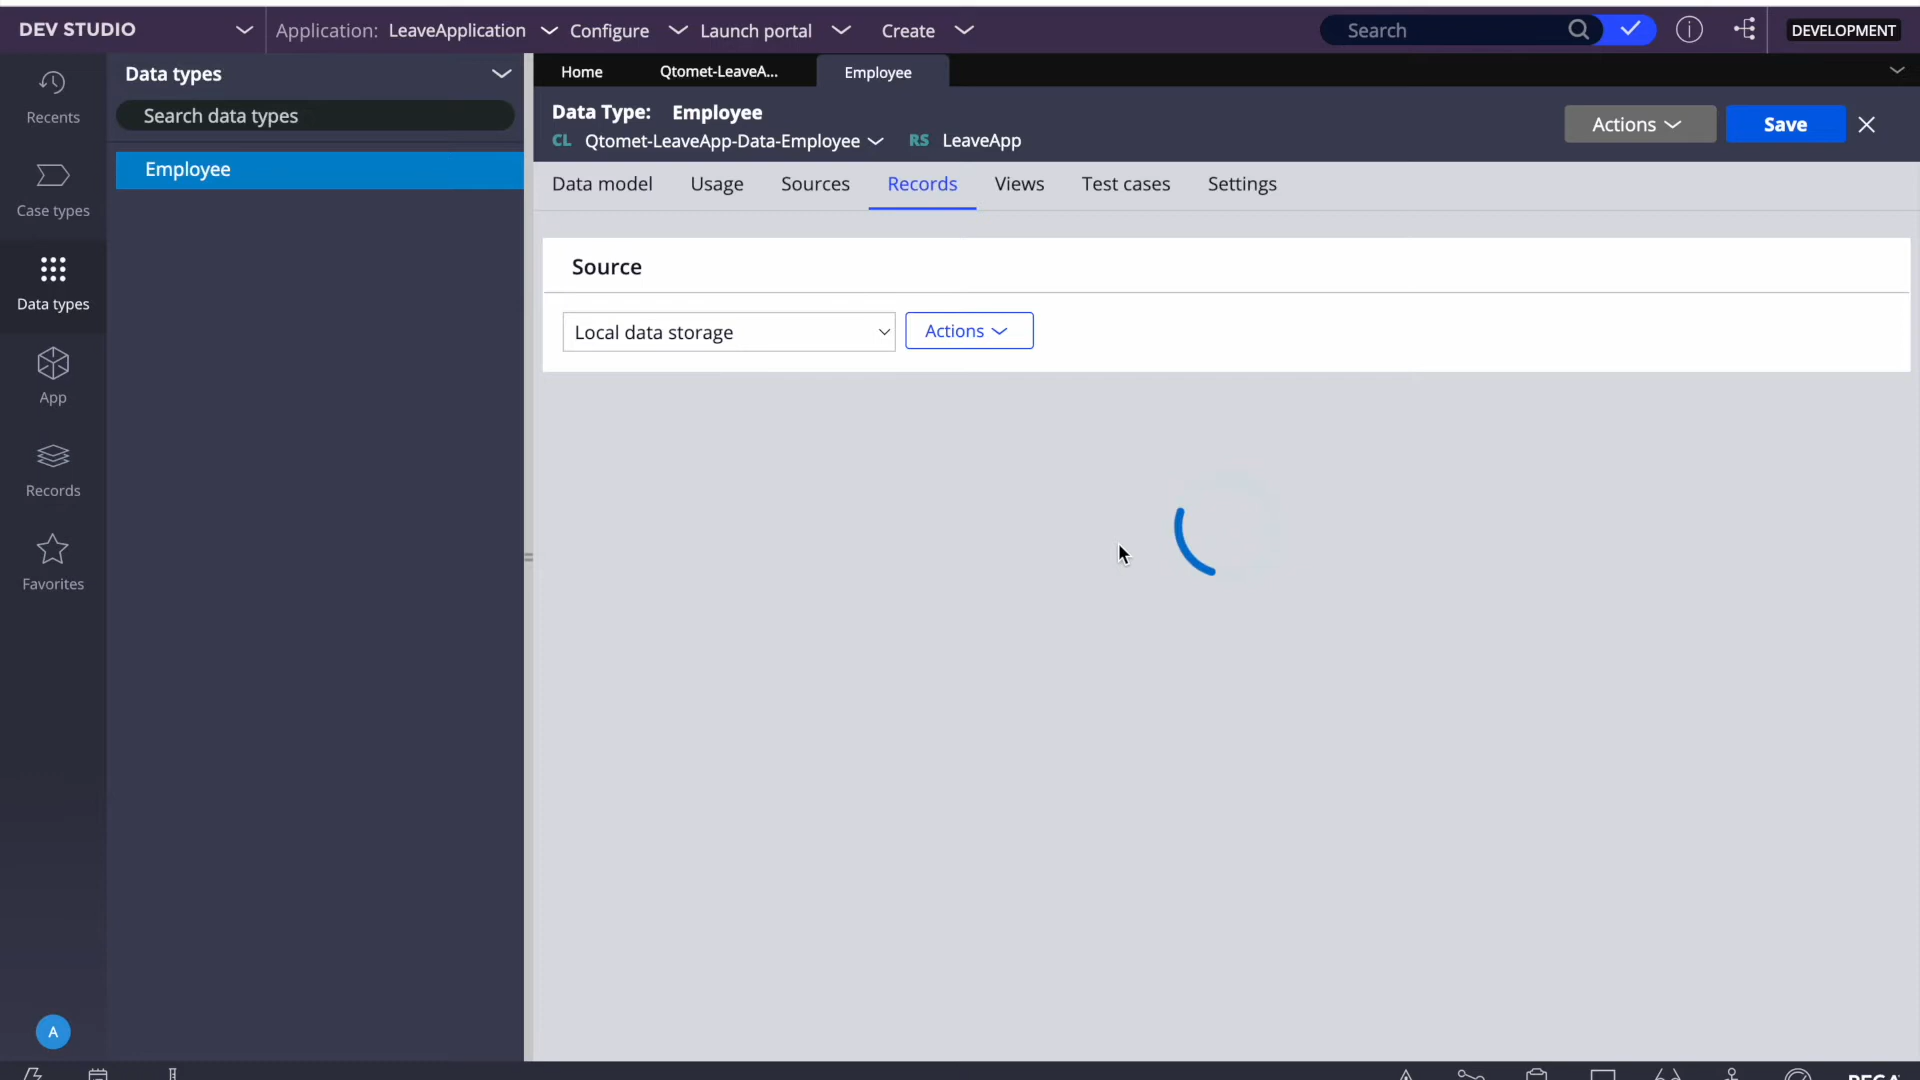 DEV STUDIO
Application: LeaveApplication
Configure
Launch portal
Create
Search
DEVELOPMENT
Recents
Case types
Data types
App
Records
Favorites
A
Data types
Search data types
Employee
Home
Qtomet-LeaveA...
Employee
Data Type: Employee
CL Qtomet-LeaveApp-Data-Employee
RS LeaveApp
Actions
Save
Data model
Usage
Sources
Records
Views
Test cases
Settings
Source
Local data storage
Actions
PEGA